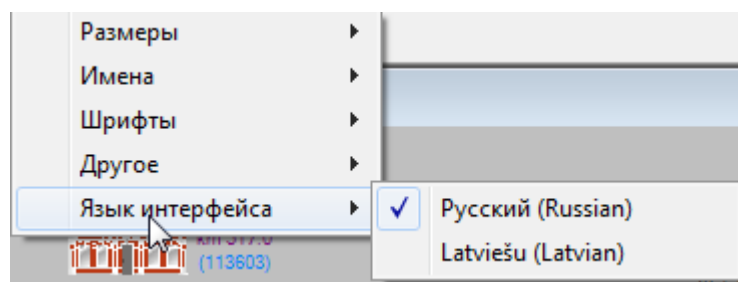 Размеры
Имена
Шрифты
Другое
Язык интерфейса
Русский (Russian)
Latviešu (Latvian)
(113603)